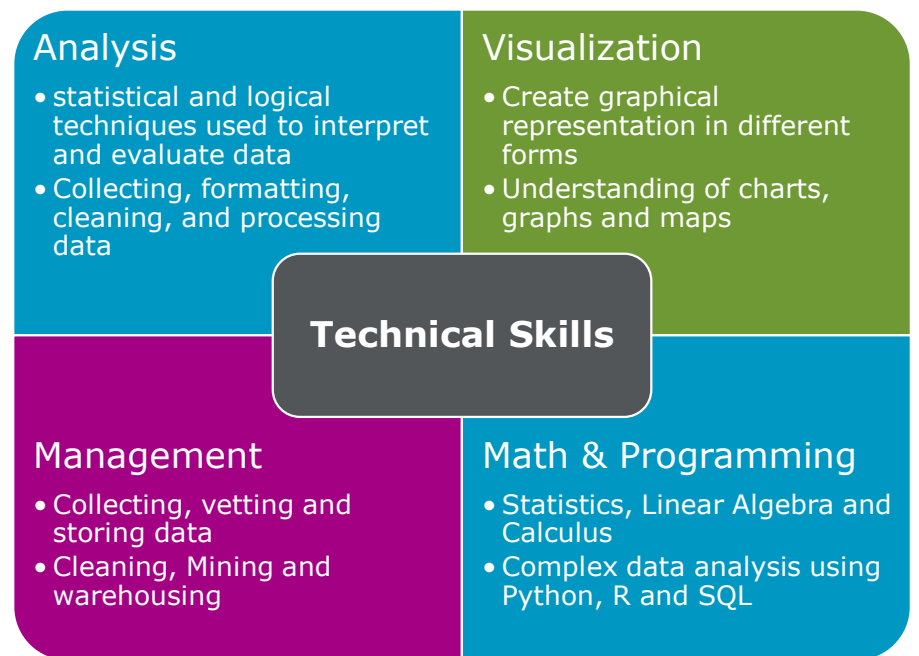 Analysis
• statistical and logical
techniques used to interpret
and evaluate data
• Collecting, formatting,
cleaning, and processing
data
Visualization
• Create graphical
representation in different
forms
• Understanding of charts,
graphs and maps
Technical Skills
Management
• Collecting, vetting and
storing data
• Cleaning, Mining and
warehousing
Math & Programming
• Statistics, Linear Algebra and
Calculus
• Complex data analysis using
Python, R and SQL